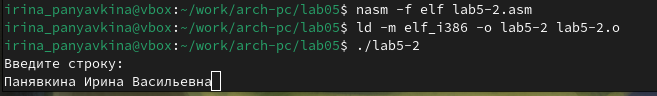 irina_panyavkina@vbox:~/work/arch-pc/lab05$ nasm -f elf lab5-2.asm
irina_panyavkina@vbox:~/work/arch-pc/lab05$ ld -m elf_i386 -o lab5-2 lab5-2.o
irina_panyavkina@vbox:~/work/arch-pc/lab05$ ./lab5-2
Введите строку:
Панявкина Ирина Васильевна